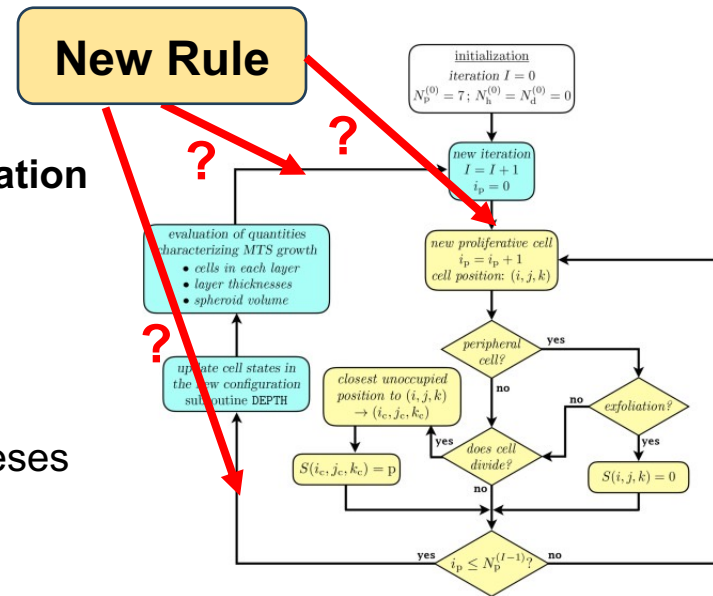 New Rule
ation
eses
?
?
?
initialization
iteration I = 0
N_p^(0) = 7; N_h^(0) = N_d^(0) = 0
new iteration
I = I + 1
i_p = 0
new proliferative cell
i_p = i_p + 1
cell position: (i, j, k)
peripheral
cell?
yes
no
exfoliation?
no
yes
S(i, j, k) = 0
does cell
divide?
yes
no
closest unoccupied
position to (i, j, k)
→ (i_c, j_c, k_c)
S(i_c, j_c, k_c) = p
i_p ≤ N_p^(I−1)?
yes
no
update cell states in
the new configuration
subroutine DEPTH
evaluation of quantities
characterizing MTS growth
• cells in each layer
• layer thicknesses
• spheroid volume